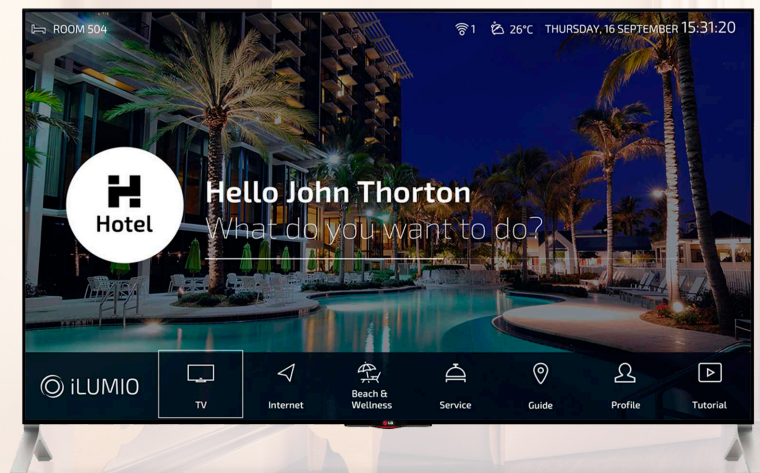 ROOM 504
1 26°C THURSDAY, 16 SEPTEMBER 15:31:20
Hotel
Hello John Thorton
What do you want to do?
iLUMIO
TV
Internet
Beach &
Wellness
Service
Guide
Profile
Tutorial
LG